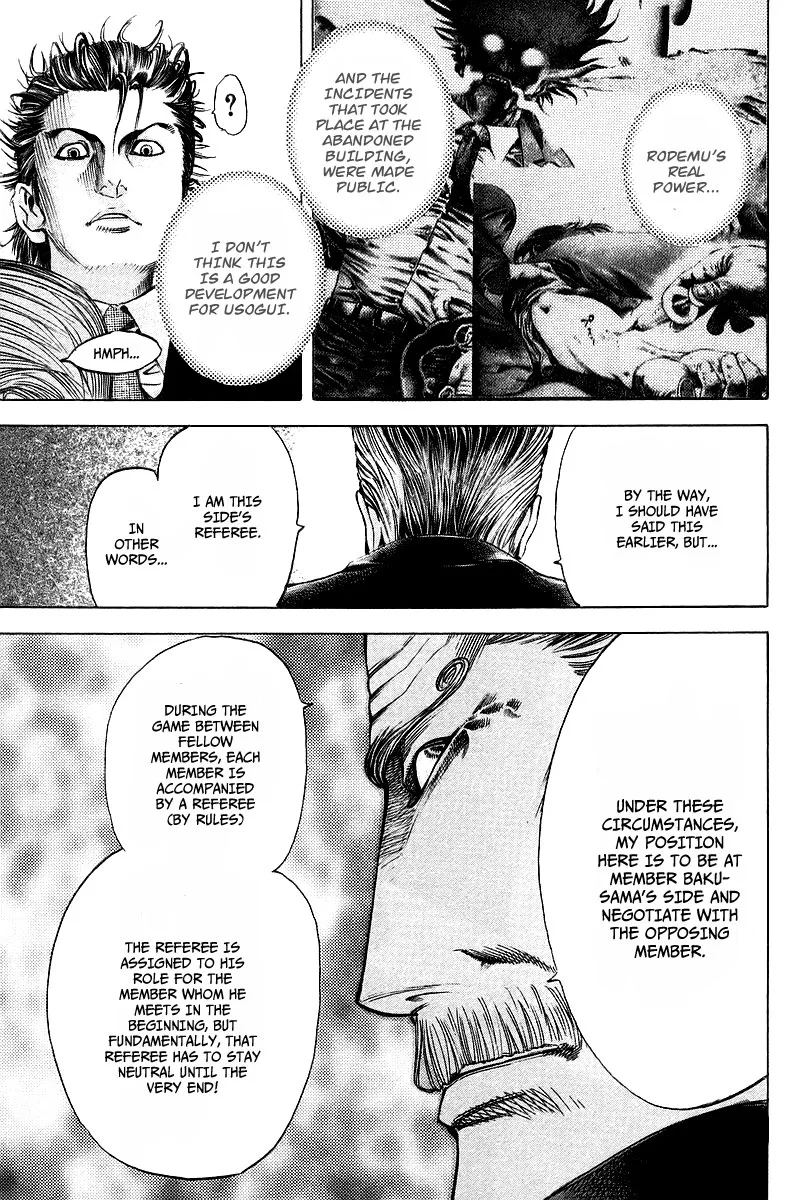 RODEMU'S
REAL
POWER...
AND THE
INCIDENTS
THAT TOOK
PLACE AT THE
ABANDONED
BUILDING,
WERE MADE
PUBLIC.
?
I DON'T
THINK THIS
IS A GOOD
DEVELOPMENT
FOR USOGUI.
HMPH...
BY THE WAY,
I SHOULD HAVE
SAID THIS
EARLIER, BUT...
I AM THIS
SIDE'S
REFEREE.
IN
OTHER
WORDS...
UNDER THESE
CIRCUMSTANCES,
MY POSITION
HERE IS TO BE AT
MEMBER BAKU-
SAMA'S SIDE AND
NEGOTIATE WITH
THE OPPOSING
MEMBER.
DURING THE
GAME BETWEEN
FELLOW
MEMBERS, EACH
MEMBER IS
ACCOMPANIED
BY A REFEREE
(BY RULES)
THE REFEREE IS
ASSIGNED TO HIS
ROLE FOR THE
MEMBER WHOM HE
MEETS IN THE
BEGINNING, BUT
FUNDAMENTALLY, THAT
REFEREE HAS TO STAY
NEUTRAL UNTIL THE
VERY END!